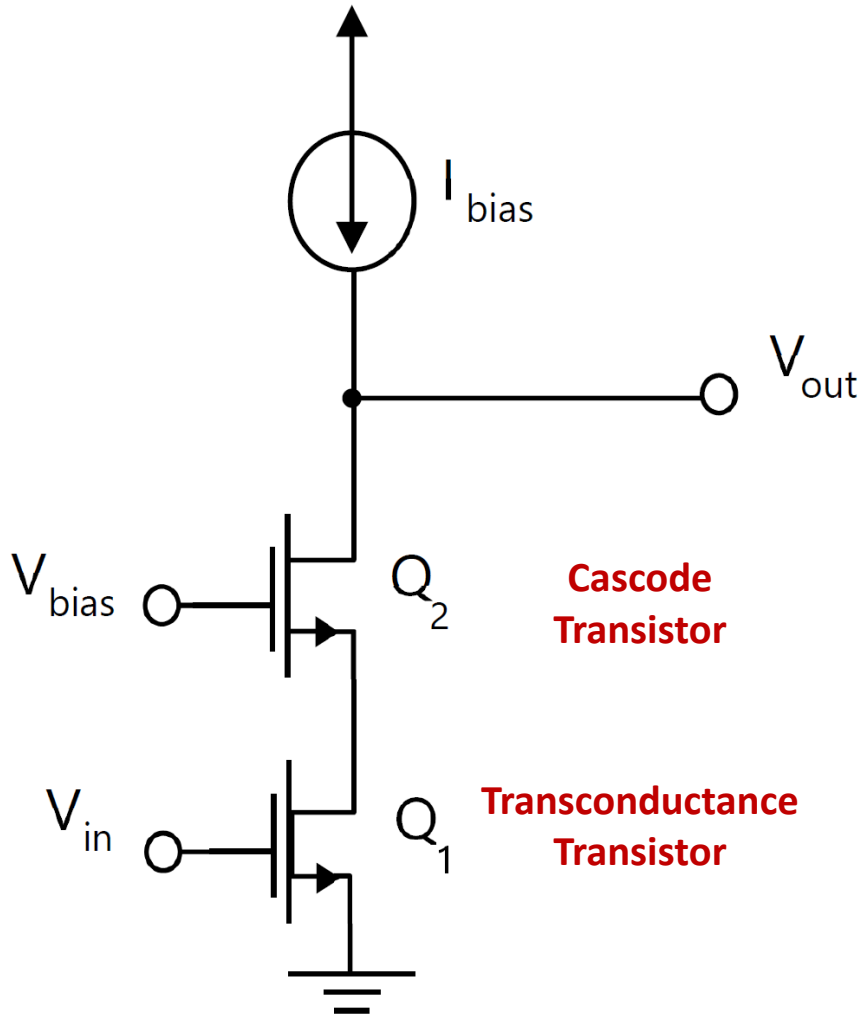 I bias
V out
V bias
Q 2
Cascode
Transistor
V in
Q 1
Transconductance
Transistor